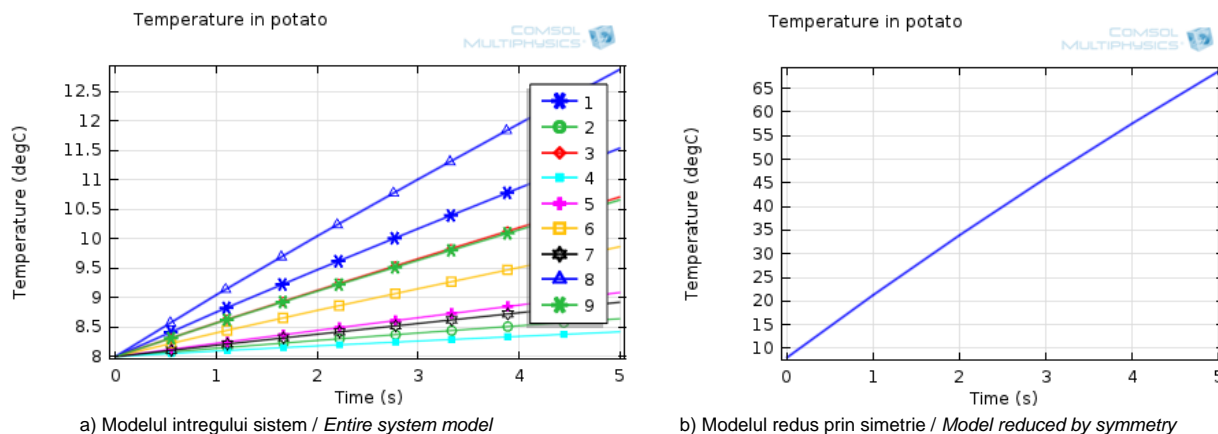 Temperature in potato
COMSOL
MULTIPHYSICS®
Temperature (degC)
12.5
12
11.5
11
10.5
10
9.5
9
8.5
8
1
2
3
4
5
6
7
8
9
0 1 2 3 4 5
Time (s)
a) Modelul intregului sistem / Entire system model
Temperature in potato
COMSOL
MULTIPHYSICS®
Temperature (degC)
65
60
55
50
45
40
35
30
25
20
15
10
0 1 2 3 4 5
Time (s)
b) Modelul redus prin simetrie / Model reduced by symmetry